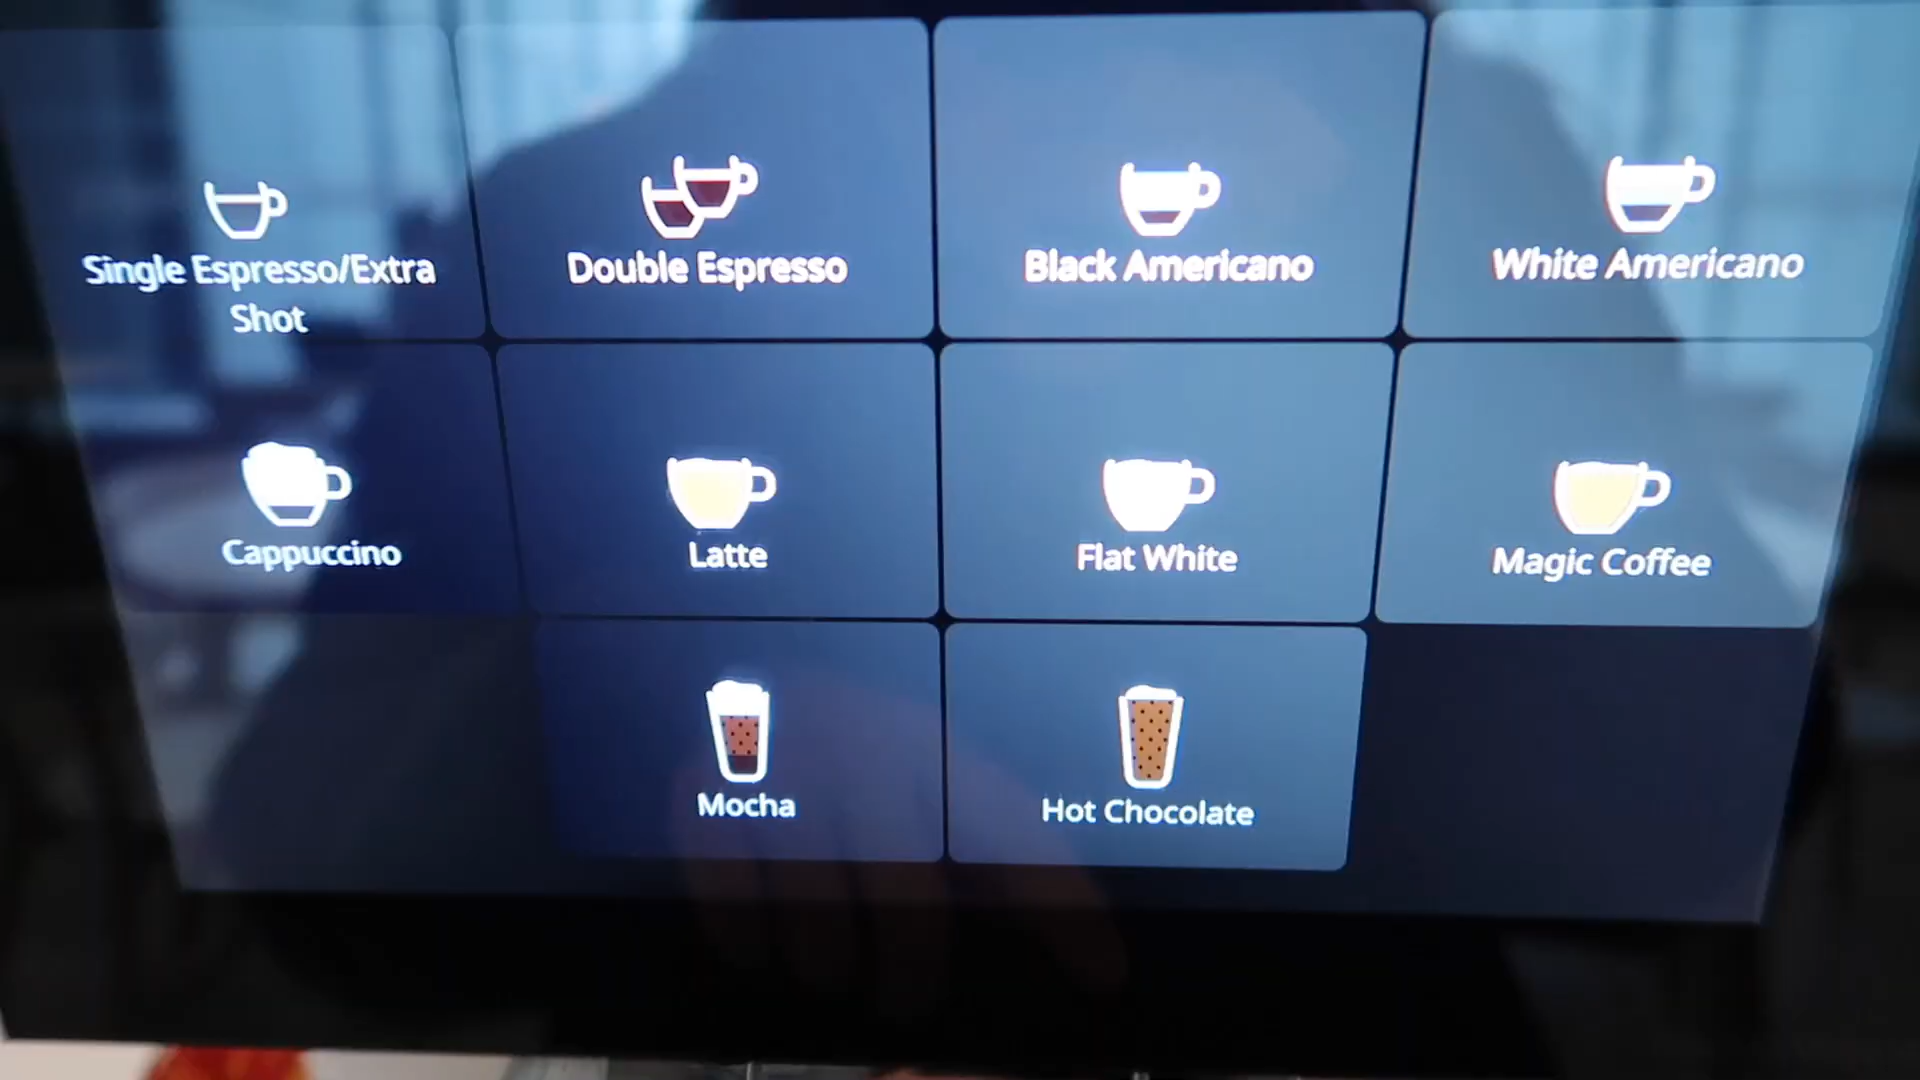 Single Espresso/Extra
Shot
Double Espresso
Black Americano
White Americano
Cappuccino
Latte
Flat White
Magic Coffee
Mocha
Hot Chocolate